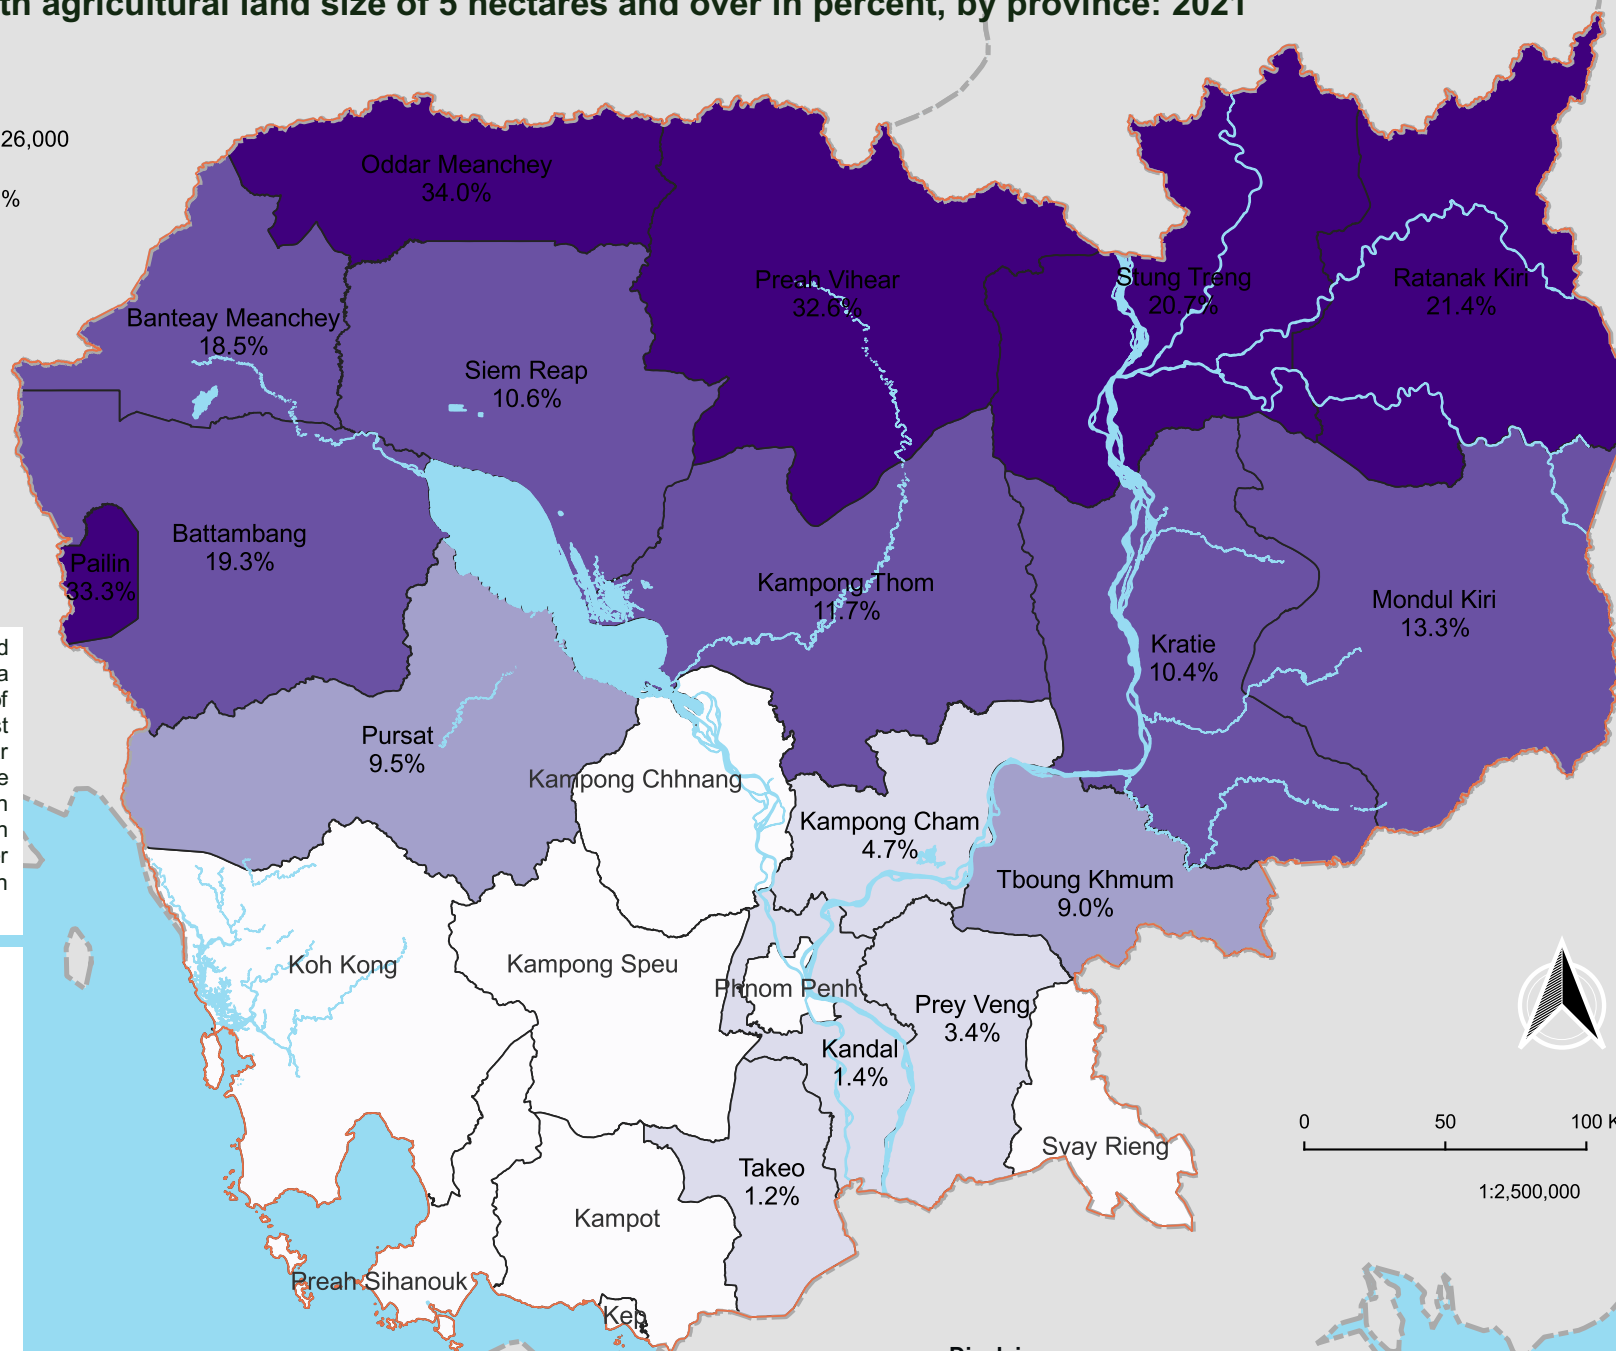 th agricultural land size of 5 hectares and over in percent, by province: 2021
26,000
%
Oddar Meanchey
34.0%
Preah Vihear
32.6%
Stung Treng
20.7%
Ratanak Kiri
21.4%
Banteay Meanchey
18.5%
Siem Reap
10.6%
Battambang
19.3%
Pailin
33.3%
Kampong Thom
11.7%
Mondul Kiri
13.3%
Kratie
10.4%
d
a
of
st
r
e
n
n
r
n
Pursat
9.5%
Kampong Chhnang
Kampong Cham
4.7%
Tboung Khmum
9.0%
Koh Kong
Kampong Speu
Phnom Penh
Prey Veng
3.4%
Kandal
1.4%
Svay Rieng
Takeo
1.2%
Kampot
Preah Sihanouk
Kep
0 50 100 K
1:2,500,000